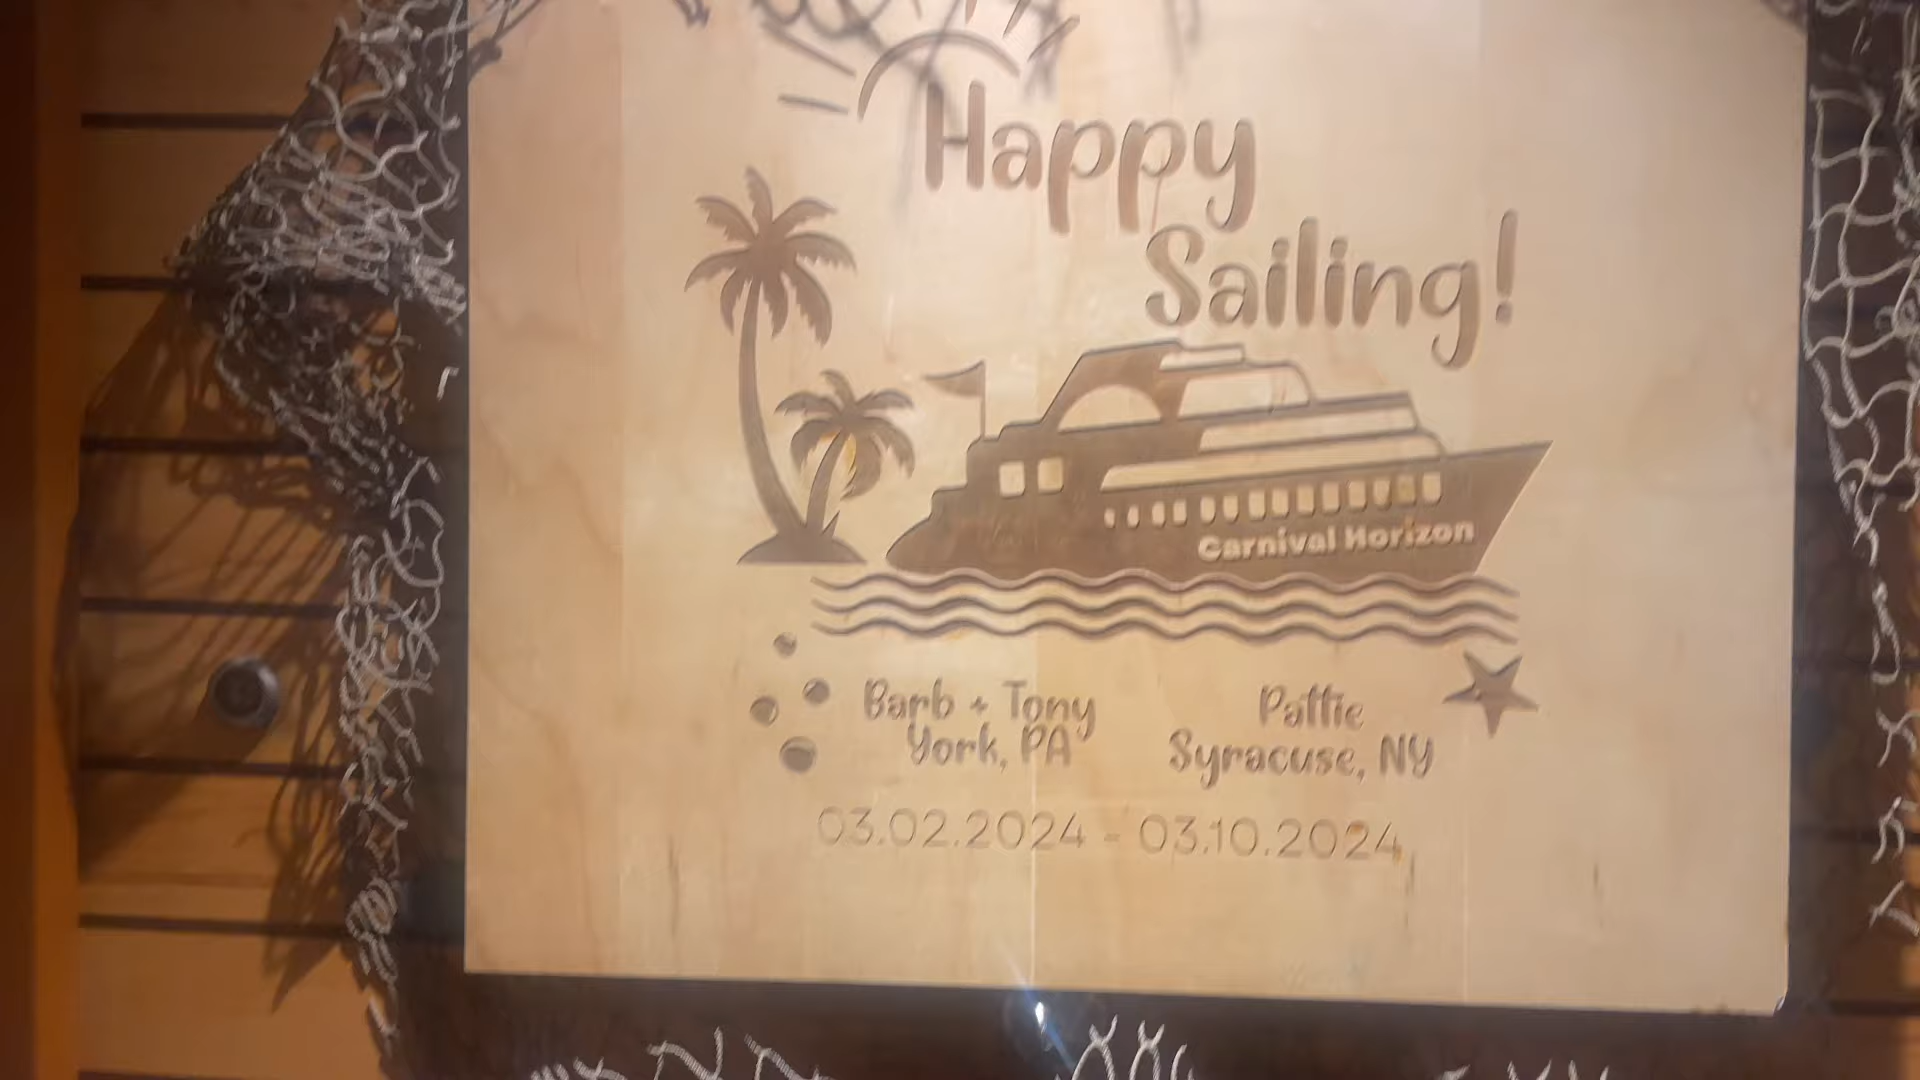 Happy
Sailing!
Carnival Horizon
Barb + Tony
York, PA
Pattie
Syracuse, NY
03.02.2024 - 03.10.2024